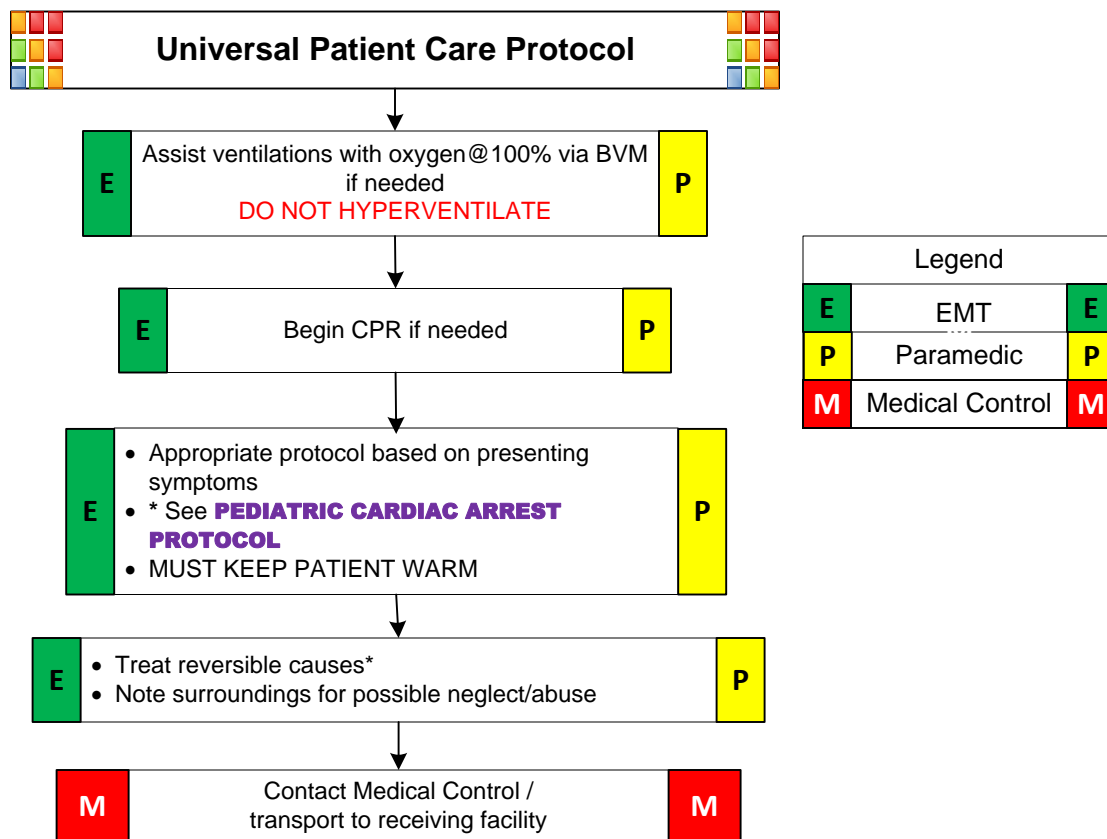 Universal Patient Care Protocol
E
Assist ventilations with oxygen@100% via BVM
if needed
DO NOT HYPERVENTILATE
P
E
Begin CPR if needed
P
E
• Appropriate protocol based on presenting
symptoms
• * See PEDIATRIC CARDIAC ARREST
PROTOCOL
• MUST KEEP PATIENT WARM
P
E
• Treat reversible causes*
• Note surroundings for possible neglect/abuse
P
M
Contact Medical Control /
transport to receiving facility
M
Legend
E EMT E
P Paramedic P
M Medical Control M